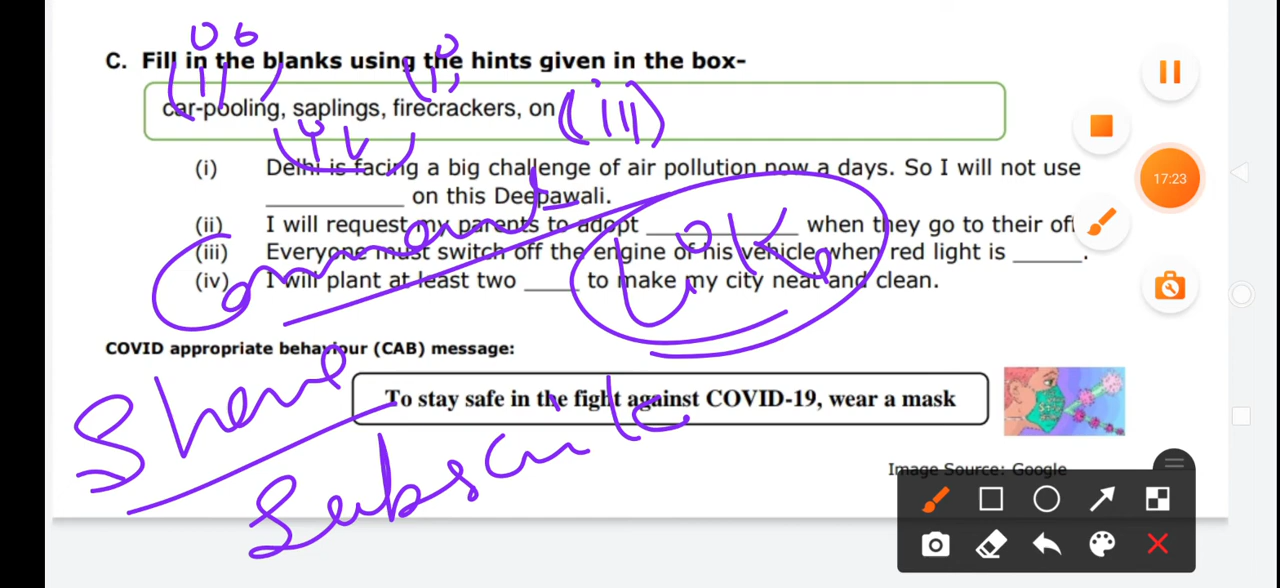 C. Fill in the blanks using the hints given in the box-
car-pooling, saplings, firecrackers, on (iii)
(i) Delhi is facing a big challenge of air pollution now a days. So I will not use
____________ on this Deepawali.
(ii) I will request my parents to adopt _____________ when they go to their of
(iii) Everyone must switch off the engine of his vehicle when red light is ______.
(iv) I will plant at least two ____ to make my city neat and clean.
Like
COVID appropriate behaviour (CAB) message:
Share
To stay safe in the fight against COVID-19, wear a mask
Image Source: Google
17:23